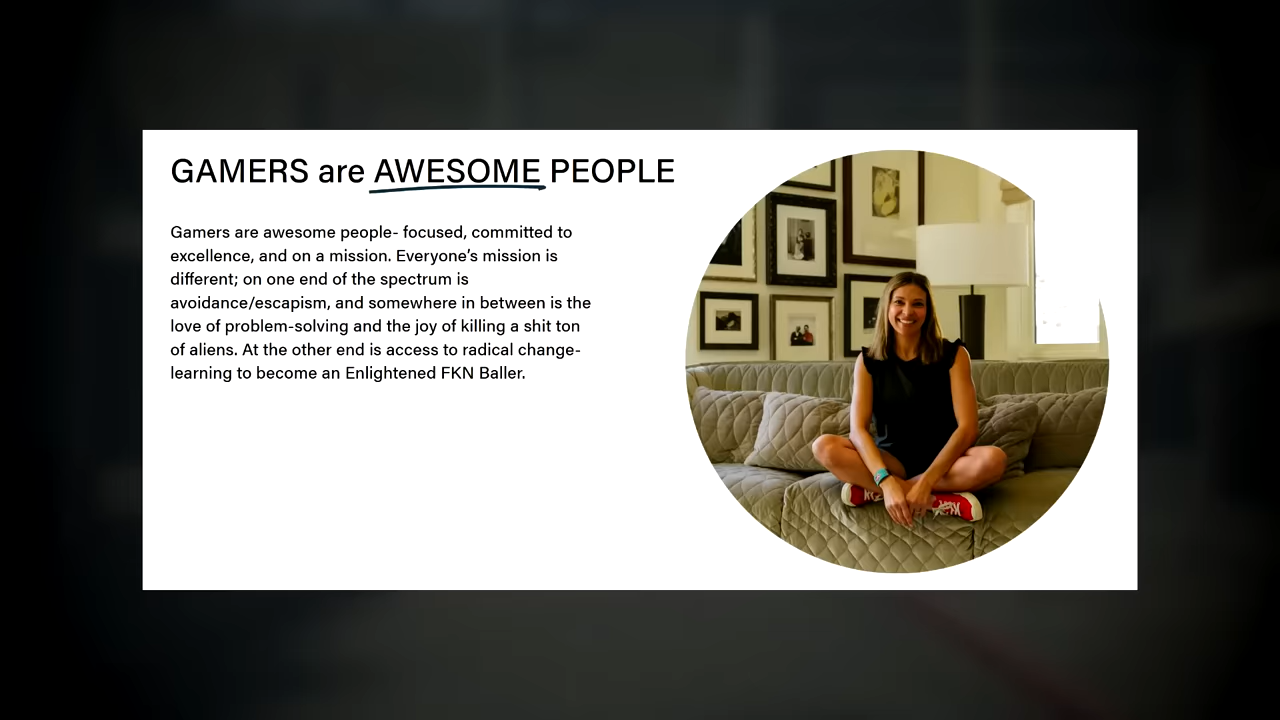 GAMERS are AWESOME PEOPLE
Gamers are awesome people- focused, committed to
excellence, and on a mission. Everyone’s mission is
different; on one end of the spectrum is
avoidance/escapism, and somewhere in between is the
love of problem-solving and the joy of killing a shit ton
of aliens. At the other end is access to radical change-
learning to become an Enlightened FKN Baller.